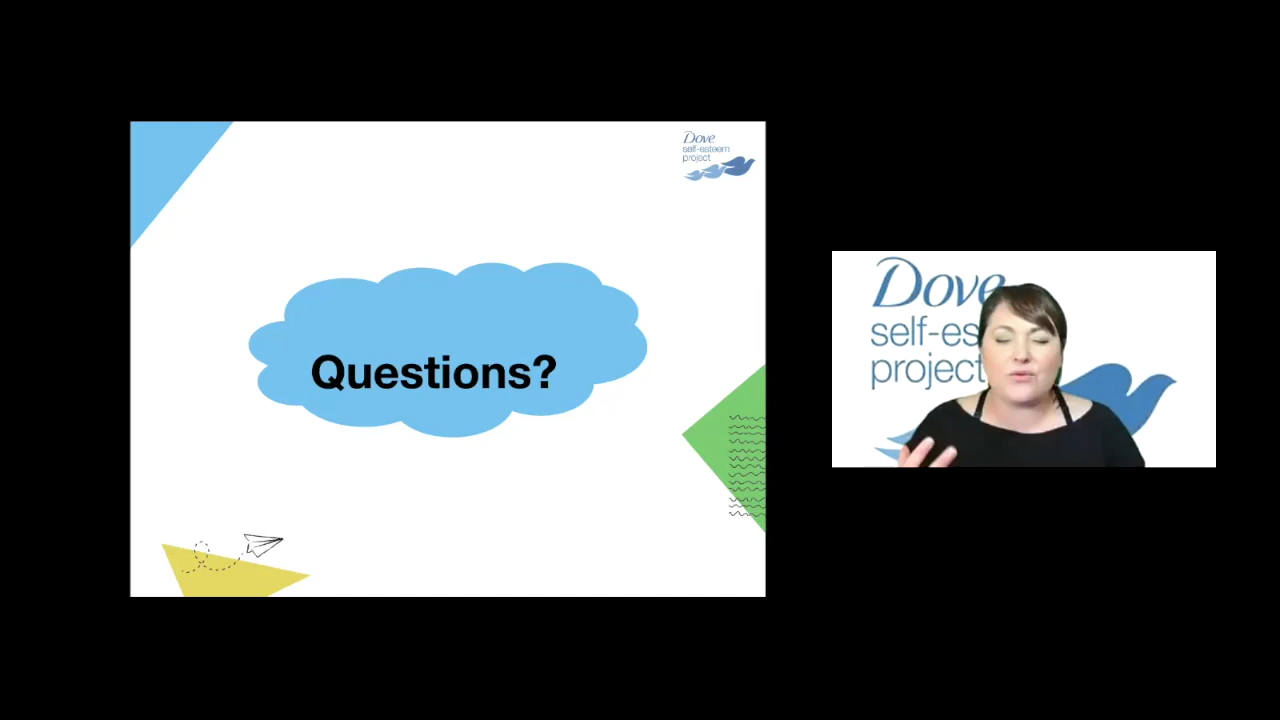 Dove
self-esteem
project
Questions?
Dove
self-es
project